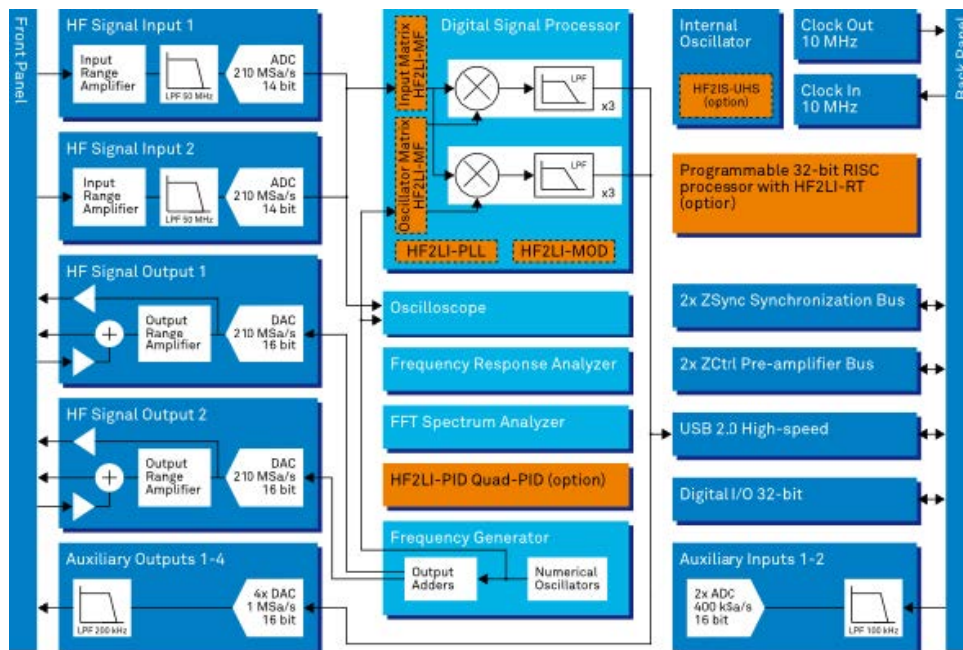 Front Panel
HF Signal Input 1
Input
Range
Amplifier
LPF 50 MHz
ADC
210 MSa/s
14 bit
HF Signal Input 2
Input
Range
Amplifier
LPF 50 MHz
ADC
210 MSa/s
14 bit
HF Signal Output 1
Output
Range
Amplifier
DAC
210 MSa/s
16 bit
+
HF Signal Output 2
Output
Range
Amplifier
DAC
210 MSa/s
16 bit
+
Auxiliary Outputs 1-4
LPF 200 kHz
4x DAC
1 MSa/s
16 bit
Digital Signal Processor
Input Matrix
HF2LI-MF
Oscillator Matrix
HF2LI-MF
LPF
x3
LPF
x3
HF2LI-PLL
HF2LI-MOD
Oscilloscope
Frequency Response Analyzer
FFT Spectrum Analyzer
HF2LI-PID Quad-PID (option)
Frequency Generator
Output
Adders
Numerical
Oscillators
Internal
Oscillator
HF2IS-UHS
(option)
Clock Out
10 MHz
Clock In
10 MHz
Programmable 32-bit RISC
processor with HF2LI-RT
(optior)
2x ZSync Synchronization Bus
2x ZCtrl Pre-amplifier Bus
USB 2.0 High-speed
Digital I/O 32-bit
Auxiliary Inputs 1-2
2x ADC
400 kSa/s
16 bit
LPF 100 kHz
Back Panel